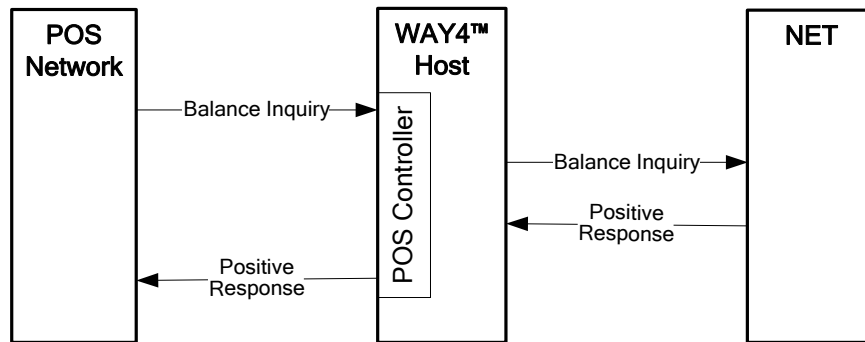 POS
Network
WAY4™
Host
NET
Balance Inquiry
POS Controller
Balance Inquiry
Positive
Response
Positive
Response